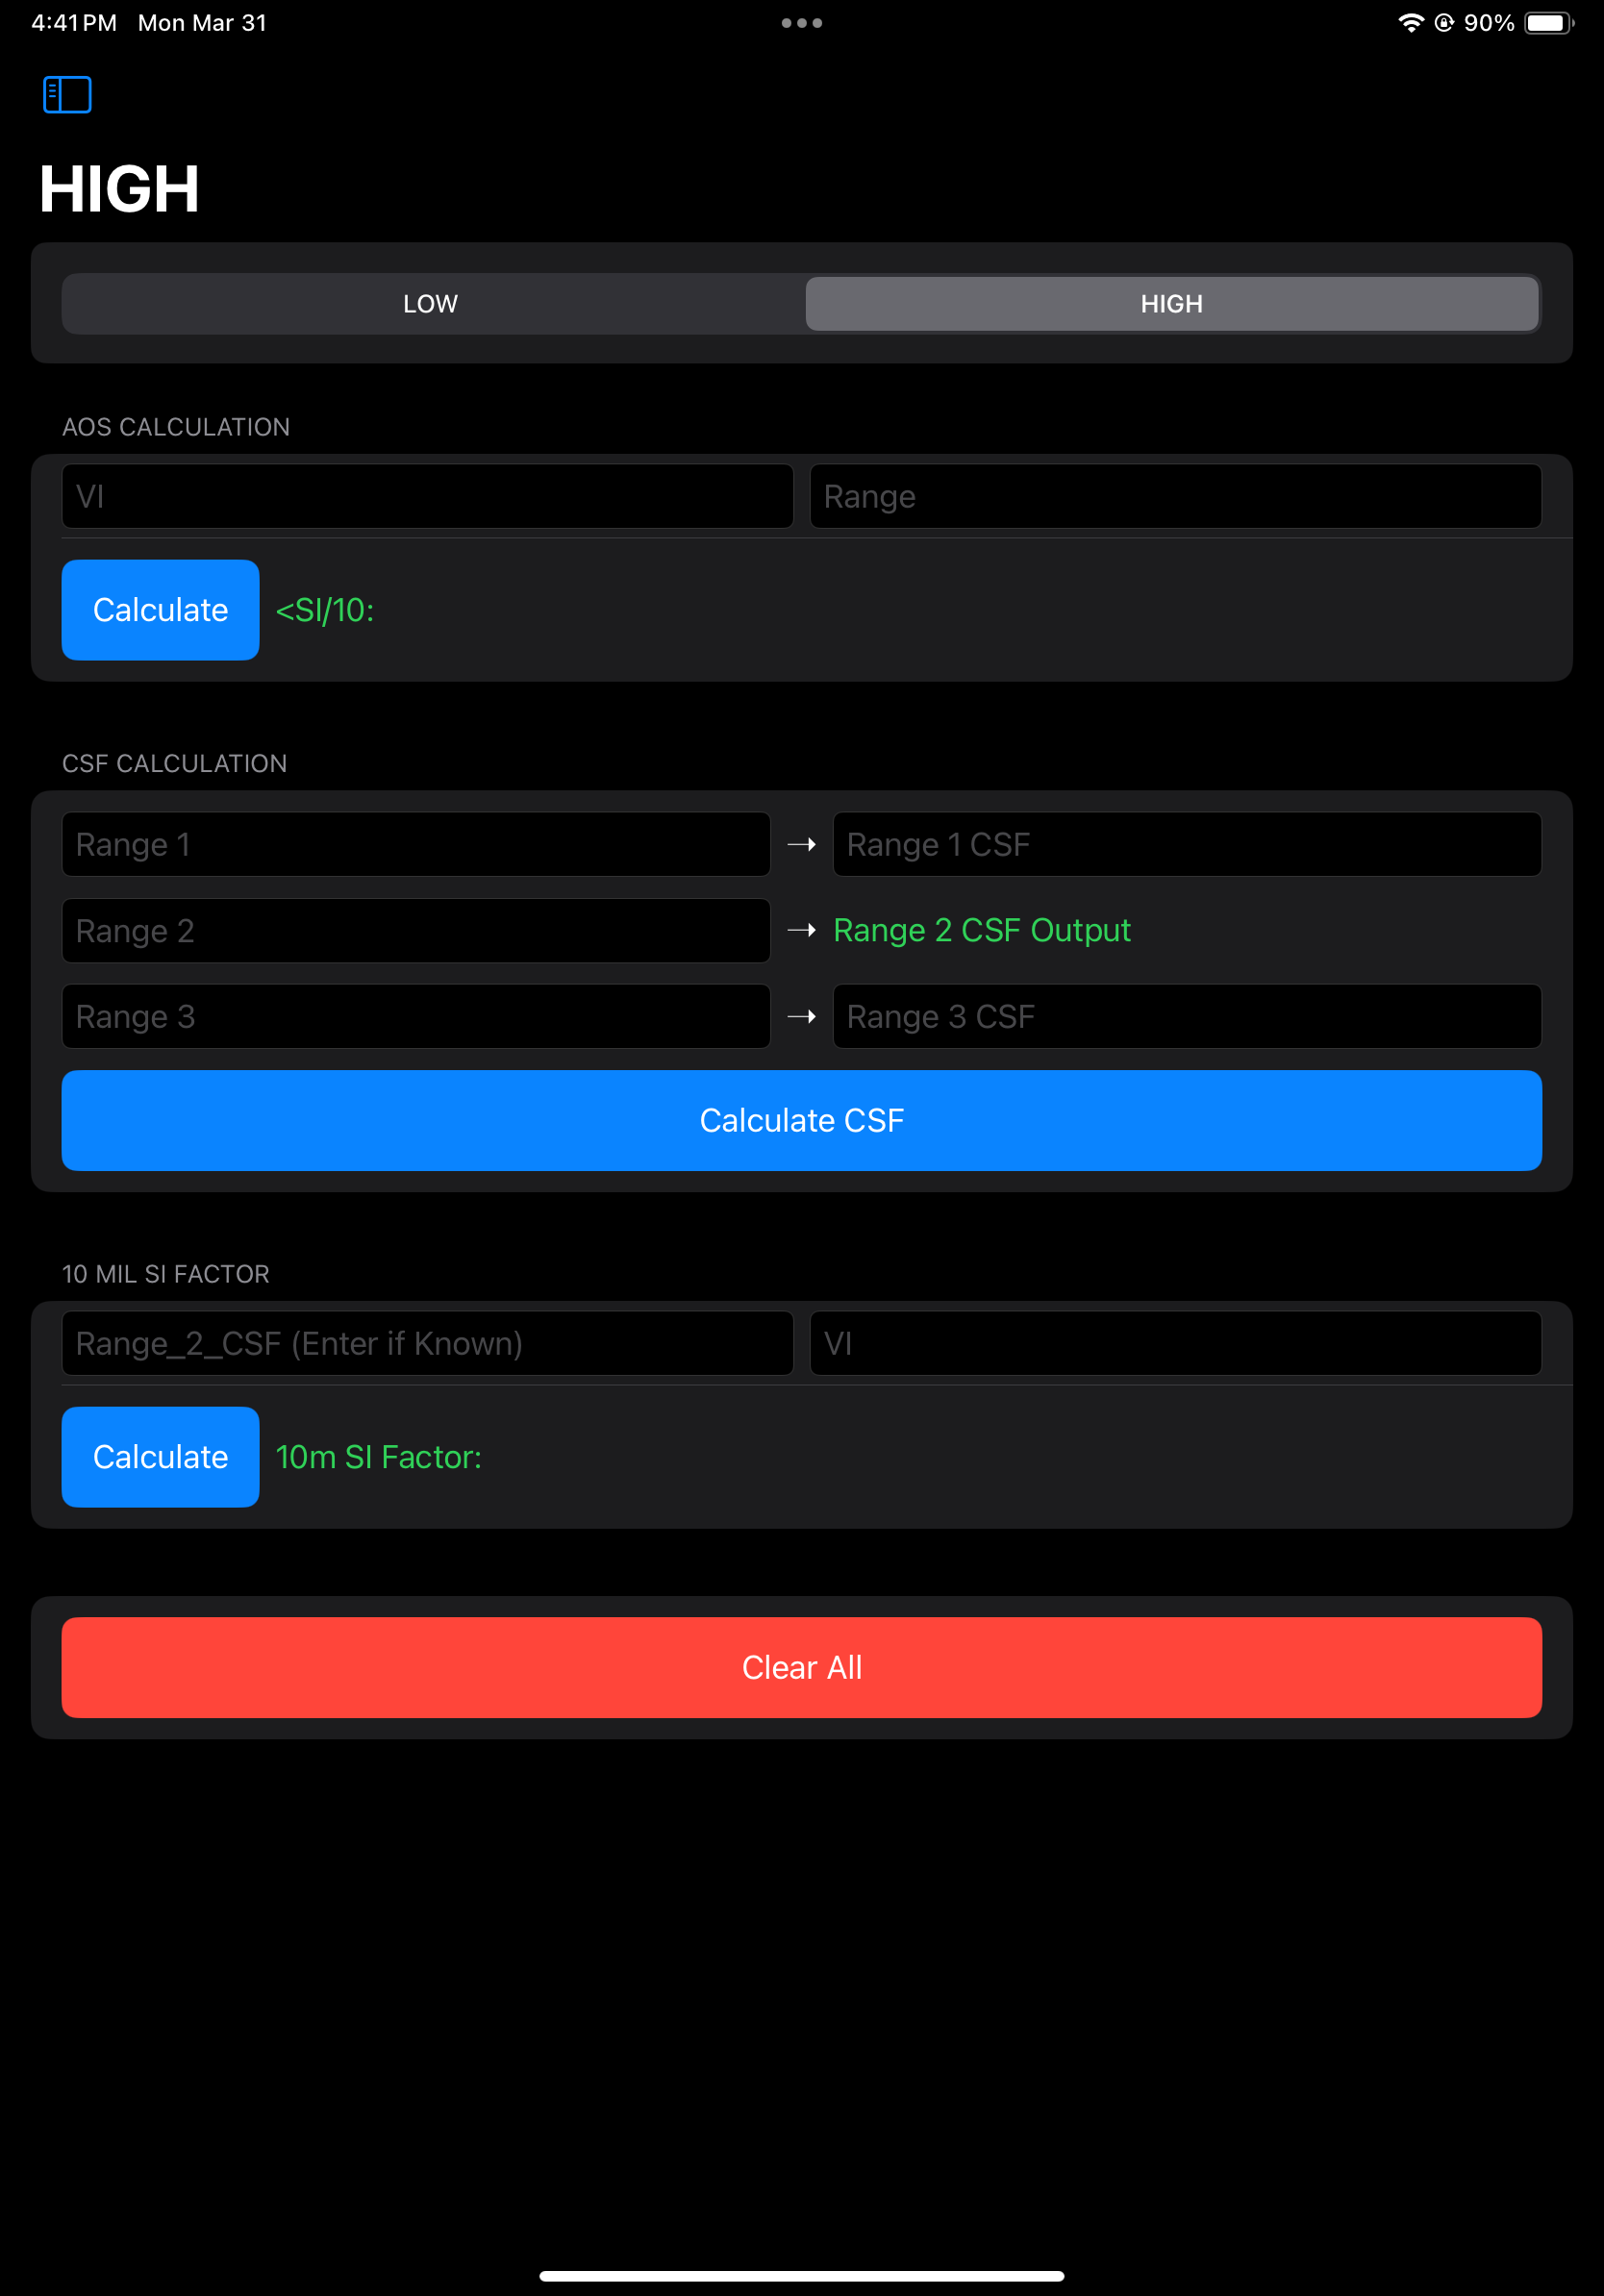 4:41 PM Mon Mar 31 90%
HIGH
LOW HIGH
AOS CALCULATION
VI Range
Calculate <SI/10:
CSF CALCULATION
Range 1 → Range 1 CSF
Range 2 → Range 2 CSF Output
Range 3 → Range 3 CSF
Calculate CSF
10 MIL SI FACTOR
Range_2_CSF (Enter if Known) VI
Calculate 10m SI Factor:
Clear All